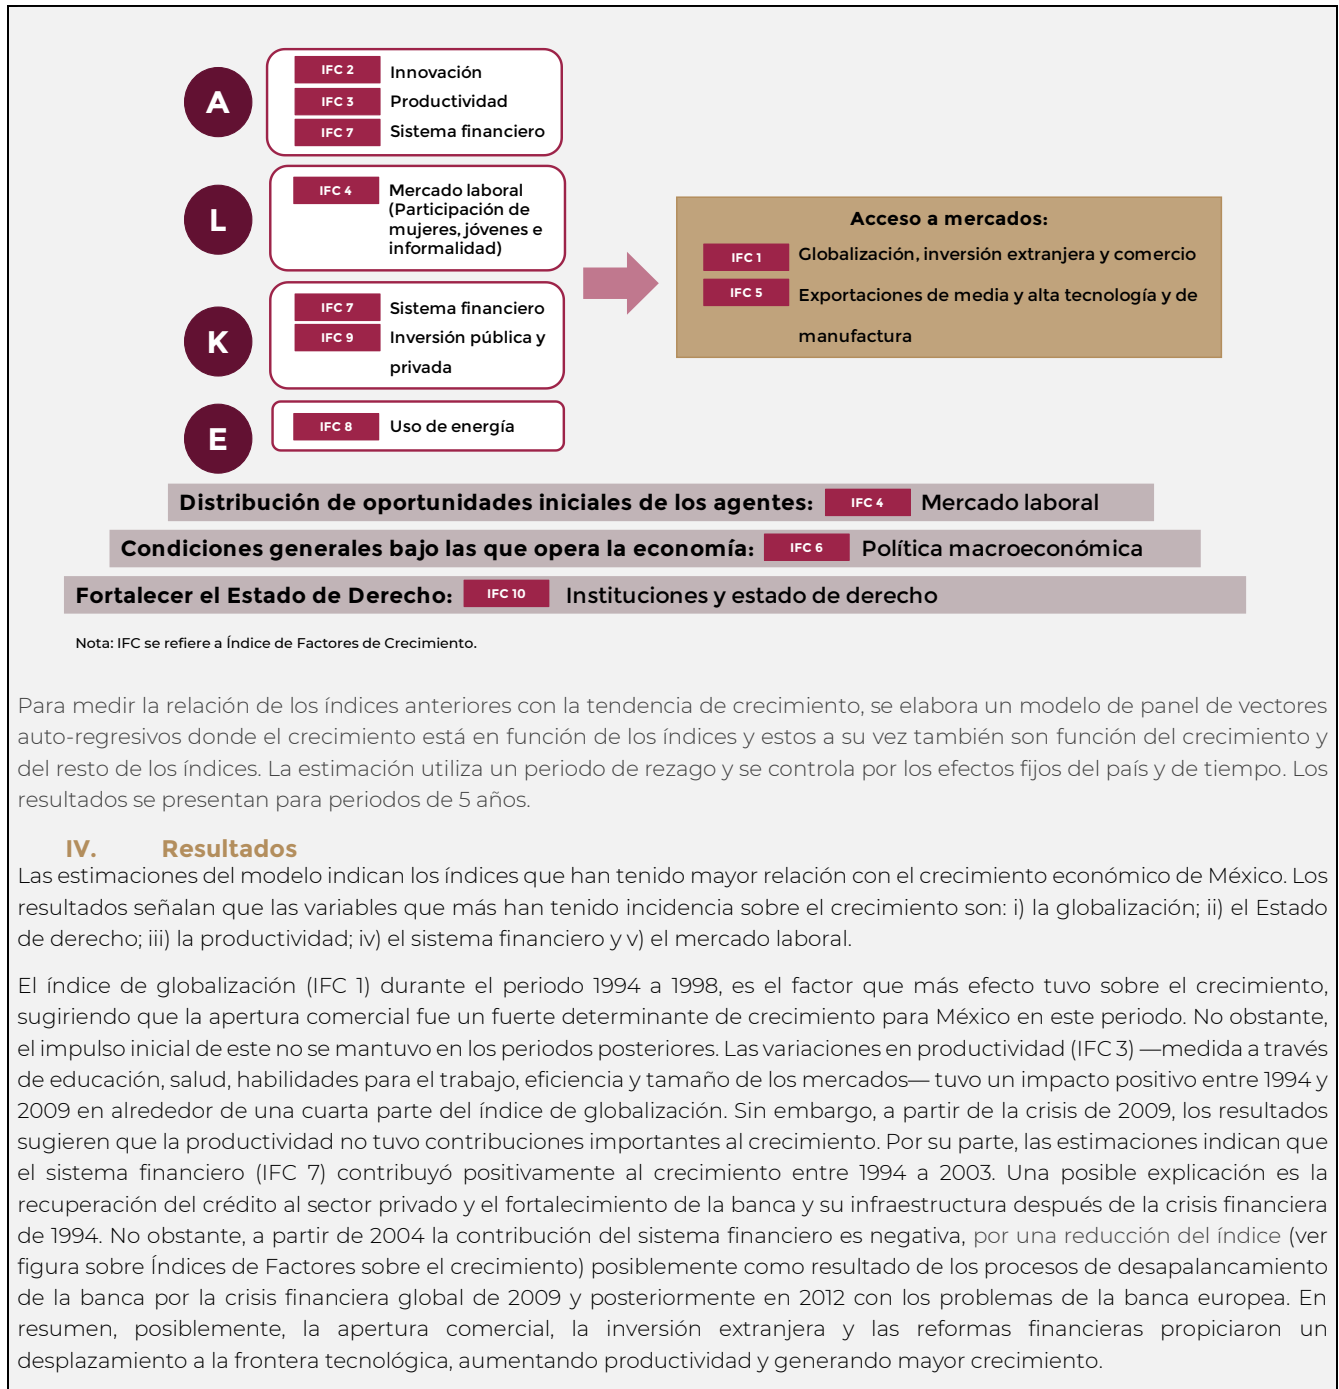 A
IFC 2 Innovación
IFC 3 Productividad
IFC 7 Sistema financiero
L
IFC 4 Mercado laboral
(Participación de
mujeres, jóvenes e
informalidad)
K
IFC 7 Sistema financiero
IFC 9 Inversión pública y
privada
E
IFC 8 Uso de energía
Acceso a mercados:
IFC 1 Globalización, inversión extranjera y comercio
IFC 5 Exportaciones de media y alta tecnología y de
manufactura
Distribución de oportunidades iniciales de los agentes: IFC 4 Mercado laboral
Condiciones generales bajo las que opera la economía: IFC 6 Política macroeconómica
Fortalecer el Estado de Derecho: IFC 10 Instituciones y estado de derecho
Nota: IFC se refiere a Índice de Factores de Crecimiento.
Para medir la relación de los índices anteriores con la tendencia de crecimiento, se elabora un modelo de panel de vectores
auto-regresivos donde el crecimiento está en función de los índices y estos a su vez también son función del crecimiento y
del resto de los índices. La estimación utiliza un periodo de rezago y se controla por los efectos fijos del país y de tiempo. Los
resultados se presentan para periodos de 5 años.
IV. Resultados
Las estimaciones del modelo indican los índices que han tenido mayor relación con el crecimiento económico de México. Los
resultados señalan que las variables que más han tenido incidencia sobre el crecimiento son: i) la globalización; ii) el Estado
de derecho; iii) la productividad; iv) el sistema financiero y v) el mercado laboral.
El índice de globalización (IFC 1) durante el periodo 1994 a 1998, es el factor que más efecto tuvo sobre el crecimiento,
sugiriendo que la apertura comercial fue un fuerte determinante de crecimiento para México en este periodo. No obstante,
el impulso inicial de este no se mantuvo en los periodos posteriores. Las variaciones en productividad (IFC 3) —medida a través
de educación, salud, habilidades para el trabajo, eficiencia y tamaño de los mercados— tuvo un impacto positivo entre 1994 y
2009 en alrededor de una cuarta parte del índice de globalización. Sin embargo, a partir de la crisis de 2009, los resultados
sugieren que la productividad no tuvo contribuciones importantes al crecimiento. Por su parte, las estimaciones indican que
el sistema financiero (IFC 7) contribuyó positivamente al crecimiento entre 1994 a 2003. Una posible explicación es la
recuperación del crédito al sector privado y el fortalecimiento de la banca y su infraestructura después de la crisis financiera
de 1994. No obstante, a partir de 2004 la contribución del sistema financiero es negativa, por una reducción del índice (ver
figura sobre Índices de Factores sobre el crecimiento) posiblemente como resultado de los procesos de desapalancamiento
de la banca por la crisis financiera global de 2009 y posteriormente en 2012 con los problemas de la banca europea. En
resumen, posiblemente, la apertura comercial, la inversión extranjera y las reformas financieras propiciaron un
desplazamiento a la frontera tecnológica, aumentando productividad y generando mayor crecimiento.